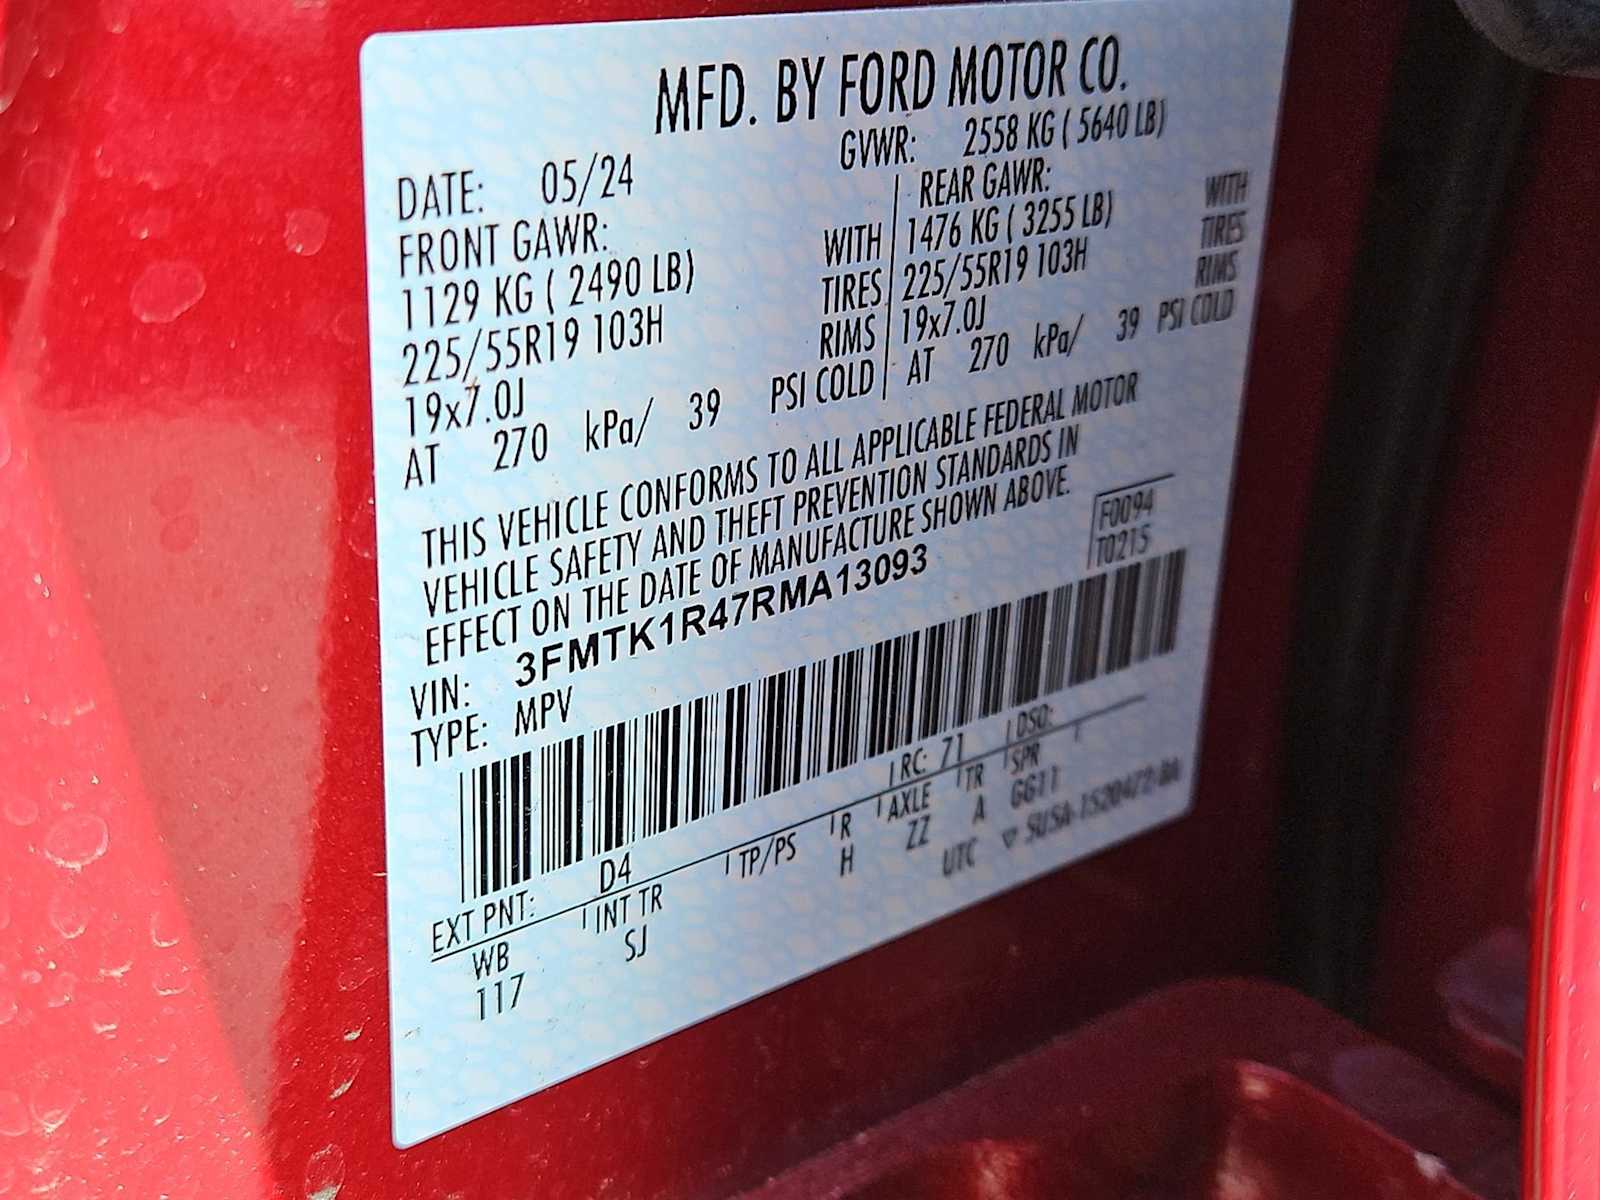 MFD. BY FORD MOTOR CO.
DATE: 05/24 GVWR: 2558 KG ( 5640 LB)
FRONT GAWR: REAR GAWR:
1129 KG ( 2490 LB) WITH 1476 KG ( 3255 LB) WITH
225/55R19 103H TIRES 225/55R19 103H TIRES
19x7.0J RIMS 19x7.0J RIMS
AT 270 kPa/ 39 PSI COLD AT 270 kPa/ 39 PSI COLD
THIS VEHICLE CONFORMS TO ALL APPLICABLE FEDERAL MOTOR
VEHICLE SAFETY AND THEFT PREVENTION STANDARDS IN
EFFECT ON THE DATE OF MANUFACTURE SHOWN ABOVE.
F0094
T0215
VIN: 3FMTK1R47RMA13093
TYPE: MPV
EXT PNT: D4 RC: 71 DSO:
WB INT TR TP/PS R AXLE TR SPR
117 SJ H ZZ A GG11
UTC